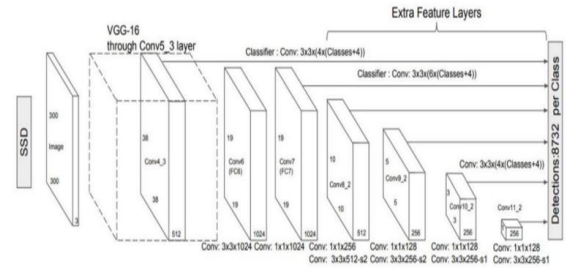 Extra Feature Layers
VGG-16
through Conv5_3 layer
Classifier : Conv: 3x3x(4x(Classes+4))
Classifier : Conv: 3x3x(6x(Classes+4))
Conv: 3x3x(4x(Classes+4))
SSD
300
Image
300
3
38
Conv4_3
38
512
19
Conv6
(FC6)
19
1024
19
Conv7
(FC7)
19
1024
10
Conv8_2
10
512
5
Conv9_2
5
256
3
Conv10_2
3
256
Conv11_2
256
Detections:8732 per Class
Conv: 3x3x1024
Conv: 1x1x1024
Conv: 1x1x256
Conv: 3x3x512-s2
Conv: 1x1x128
Conv: 3x3x256-s2
Conv: 1x1x128
Conv: 3x3x256-s1
Conv: 1x1x128
Conv: 3x3x256-s1